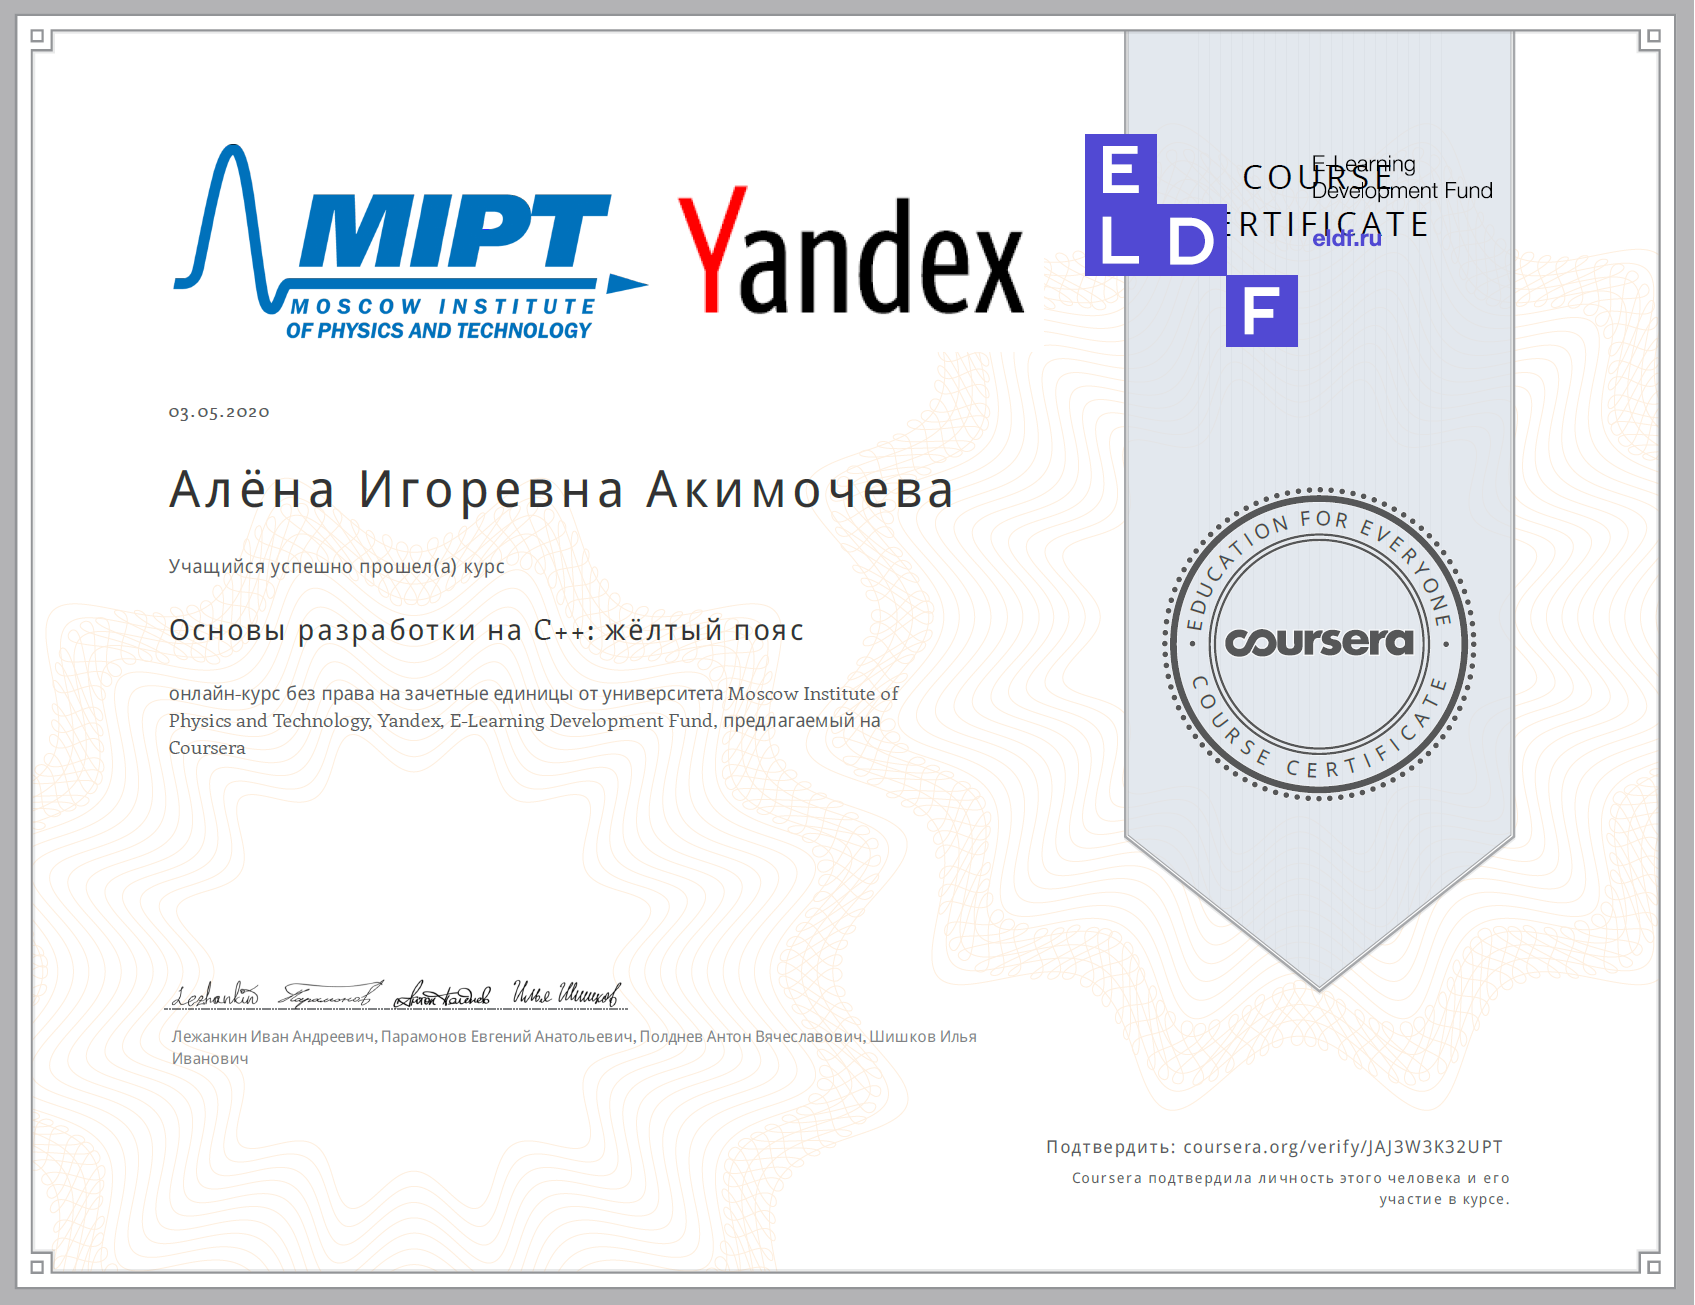 MIPT
MOSCOW INSTITUTE
OF PHYSICS AND TECHNOLOGY
Yandex
E
L D
F
E-Learning
Development Fund
eldf.ru
COURSE
ERTIFICATE
03.05.2020
Алёна Игоревна Акимочева
Учащийся успешно прошел(а) курс
Основы разработки на C++: жёлтый пояс
онлайн-курс без права на зачетные единицы от университета Moscow Institute of
Physics and Technology, Yandex, E-Learning Development Fund, предлагаемый на
Coursera
EDUCATION FOR EVERYONE
coursera
COURSE CERTIFICATE
Lezhankin Парамонов Антон Полднев Илья Шишков
Лежанкин Иван Андреевич, Парамонов Евгений Анатольевич, Полднев Антон Вячеславович, Шишков Илья
Иванович
Подтвердить: coursera.org/verify/JAJ3W3K32UPT
Coursera подтвердила личность этого человека и его
участие в курсе.